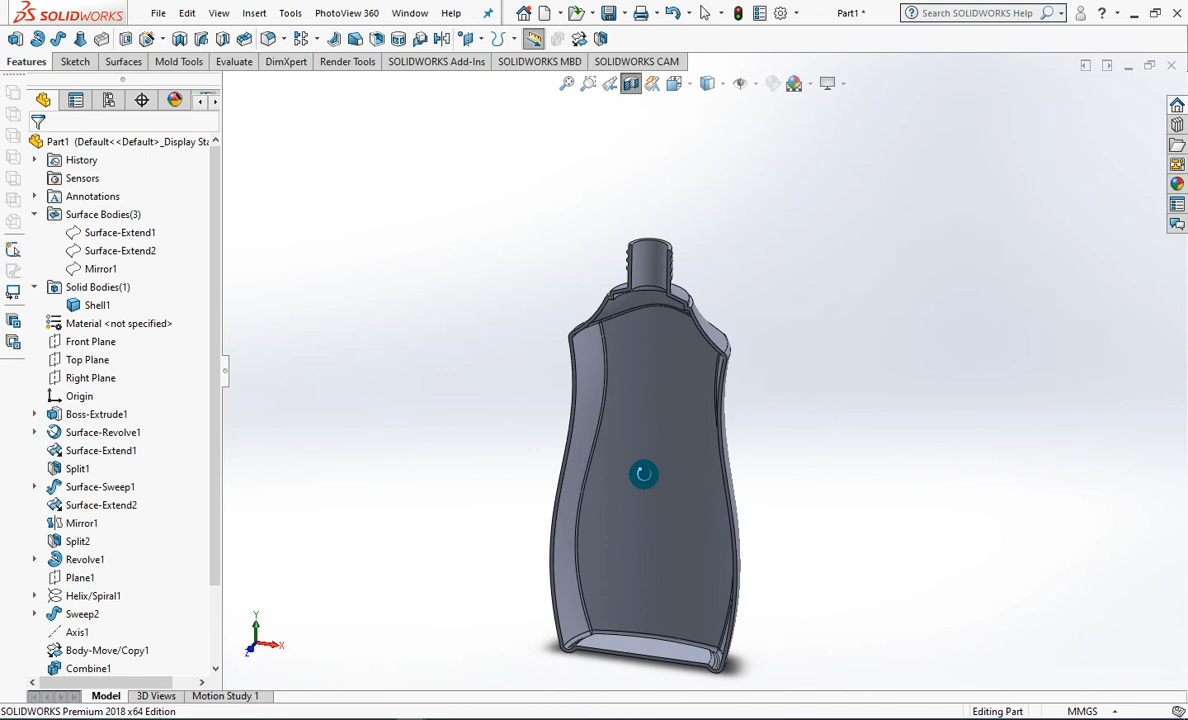 SOLIDWORKS File Edit View Insert Tools PhotoView 360 Window Help Part1 * Search SOLIDWORKS Help ?
Features Sketch Surfaces Mold Tools Evaluate DimXpert Render Tools SOLIDWORKS Add-Ins SOLIDWORKS MBD SOLIDWORKS CAM
Part1 (Default<<Default>_Display Sta
History
Sensors
Annotations
Surface Bodies(3)
Surface-Extend1
Surface-Extend2
Mirror1
Solid Bodies(1)
Shell1
Material <not specified>
Front Plane
Top Plane
Right Plane
Origin
Boss-Extrude1
Surface-Revolve1
Surface-Extend1
Split1
Surface-Sweep1
Surface-Extend2
Mirror1
Split2
Revolve1
Plane1
Helix/Spiral1
Sweep2
Axis1
Body-Move/Copy1
Combine1
Y
X
Z
Model 3D Views Motion Study 1
SOLIDWORKS Premium 2018 x64 Edition Editing Part MMGS